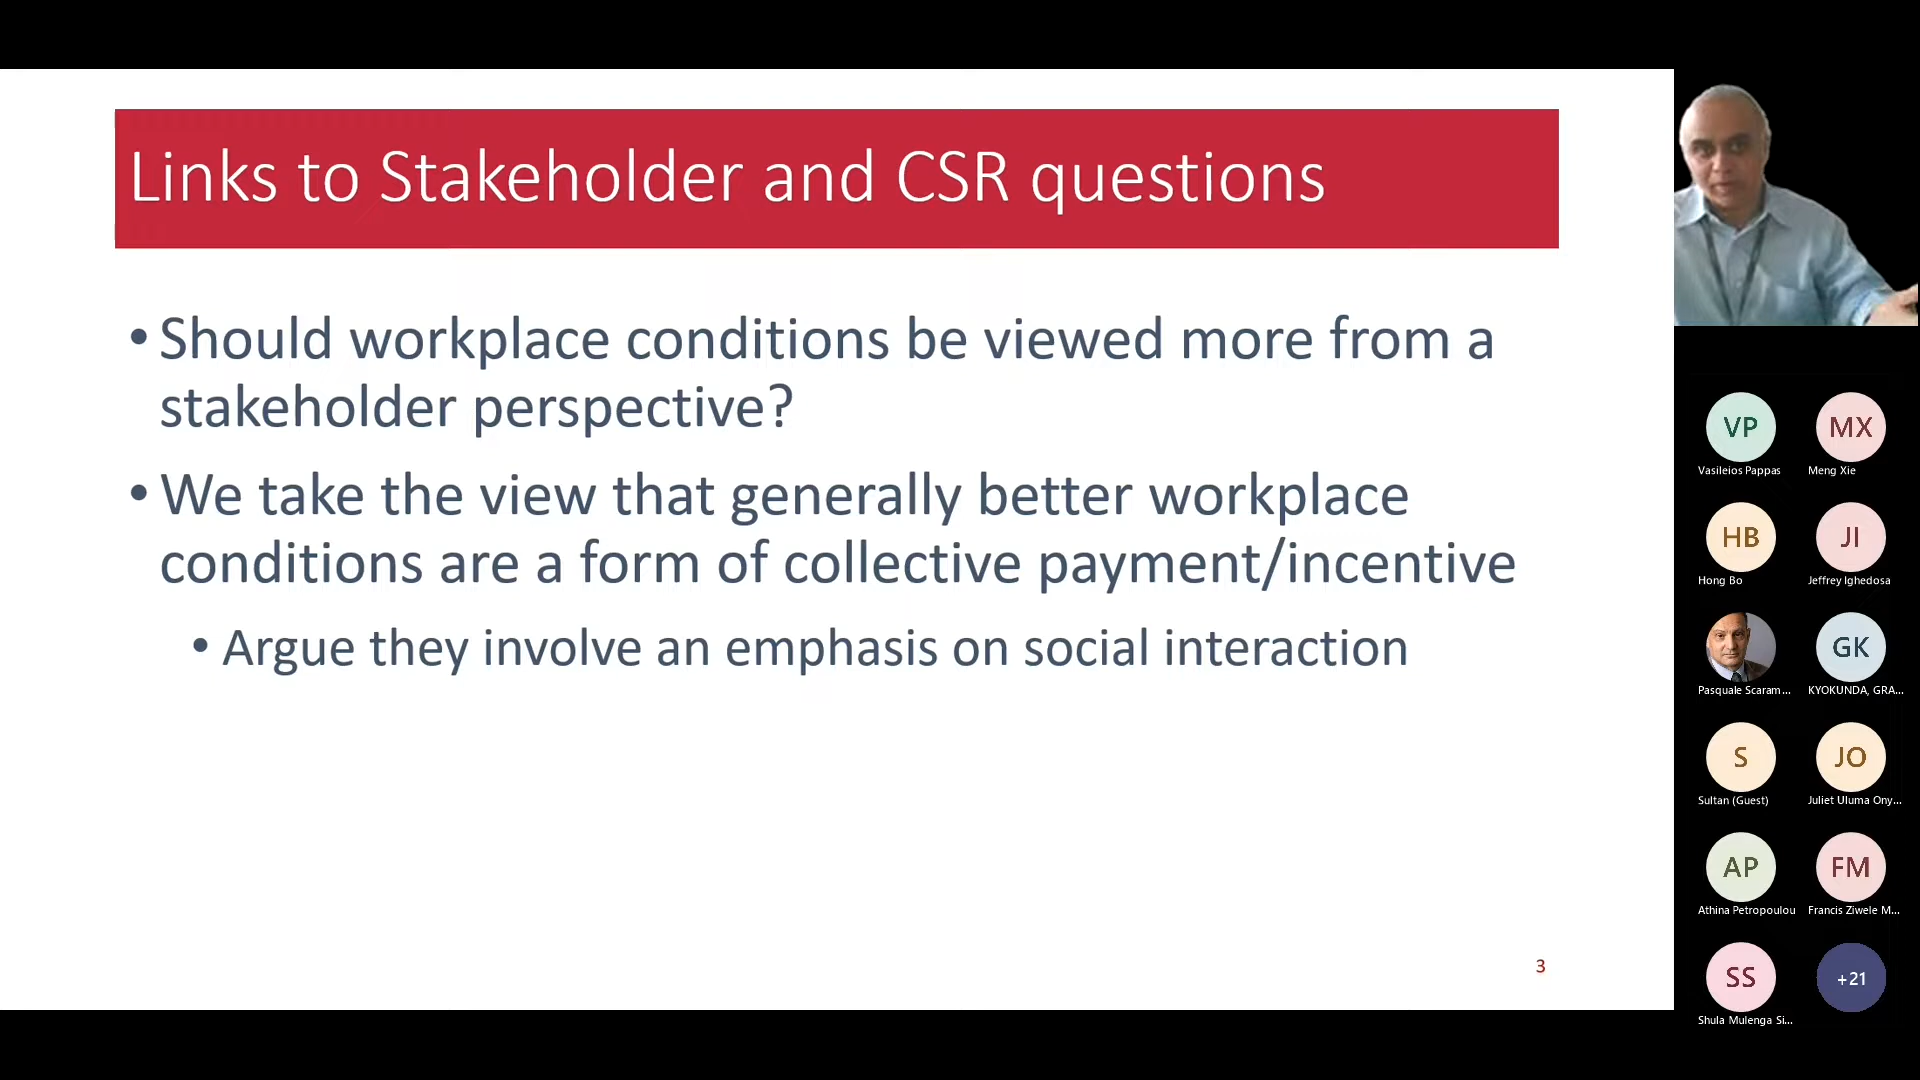 Links to Stakeholder and CSR questions
• Should workplace conditions be viewed more from a
stakeholder perspective?
• We take the view that generally better workplace
conditions are a form of collective payment/incentive
• Argue they involve an emphasis on social interaction
3
VP
Vasileios Pappas
MX
Meng Xie
HB
Hong Bo
JI
Jeffrey Ighedosa
Pasquale Scaram...
GK
KYOKUNDA, GRA...
S
Sultan (Guest)
JO
Juliet Uluma Ony...
AP
Athina Petropoulou
FM
Francis Ziwele M...
SS
Shula Mulenga Si...
+21